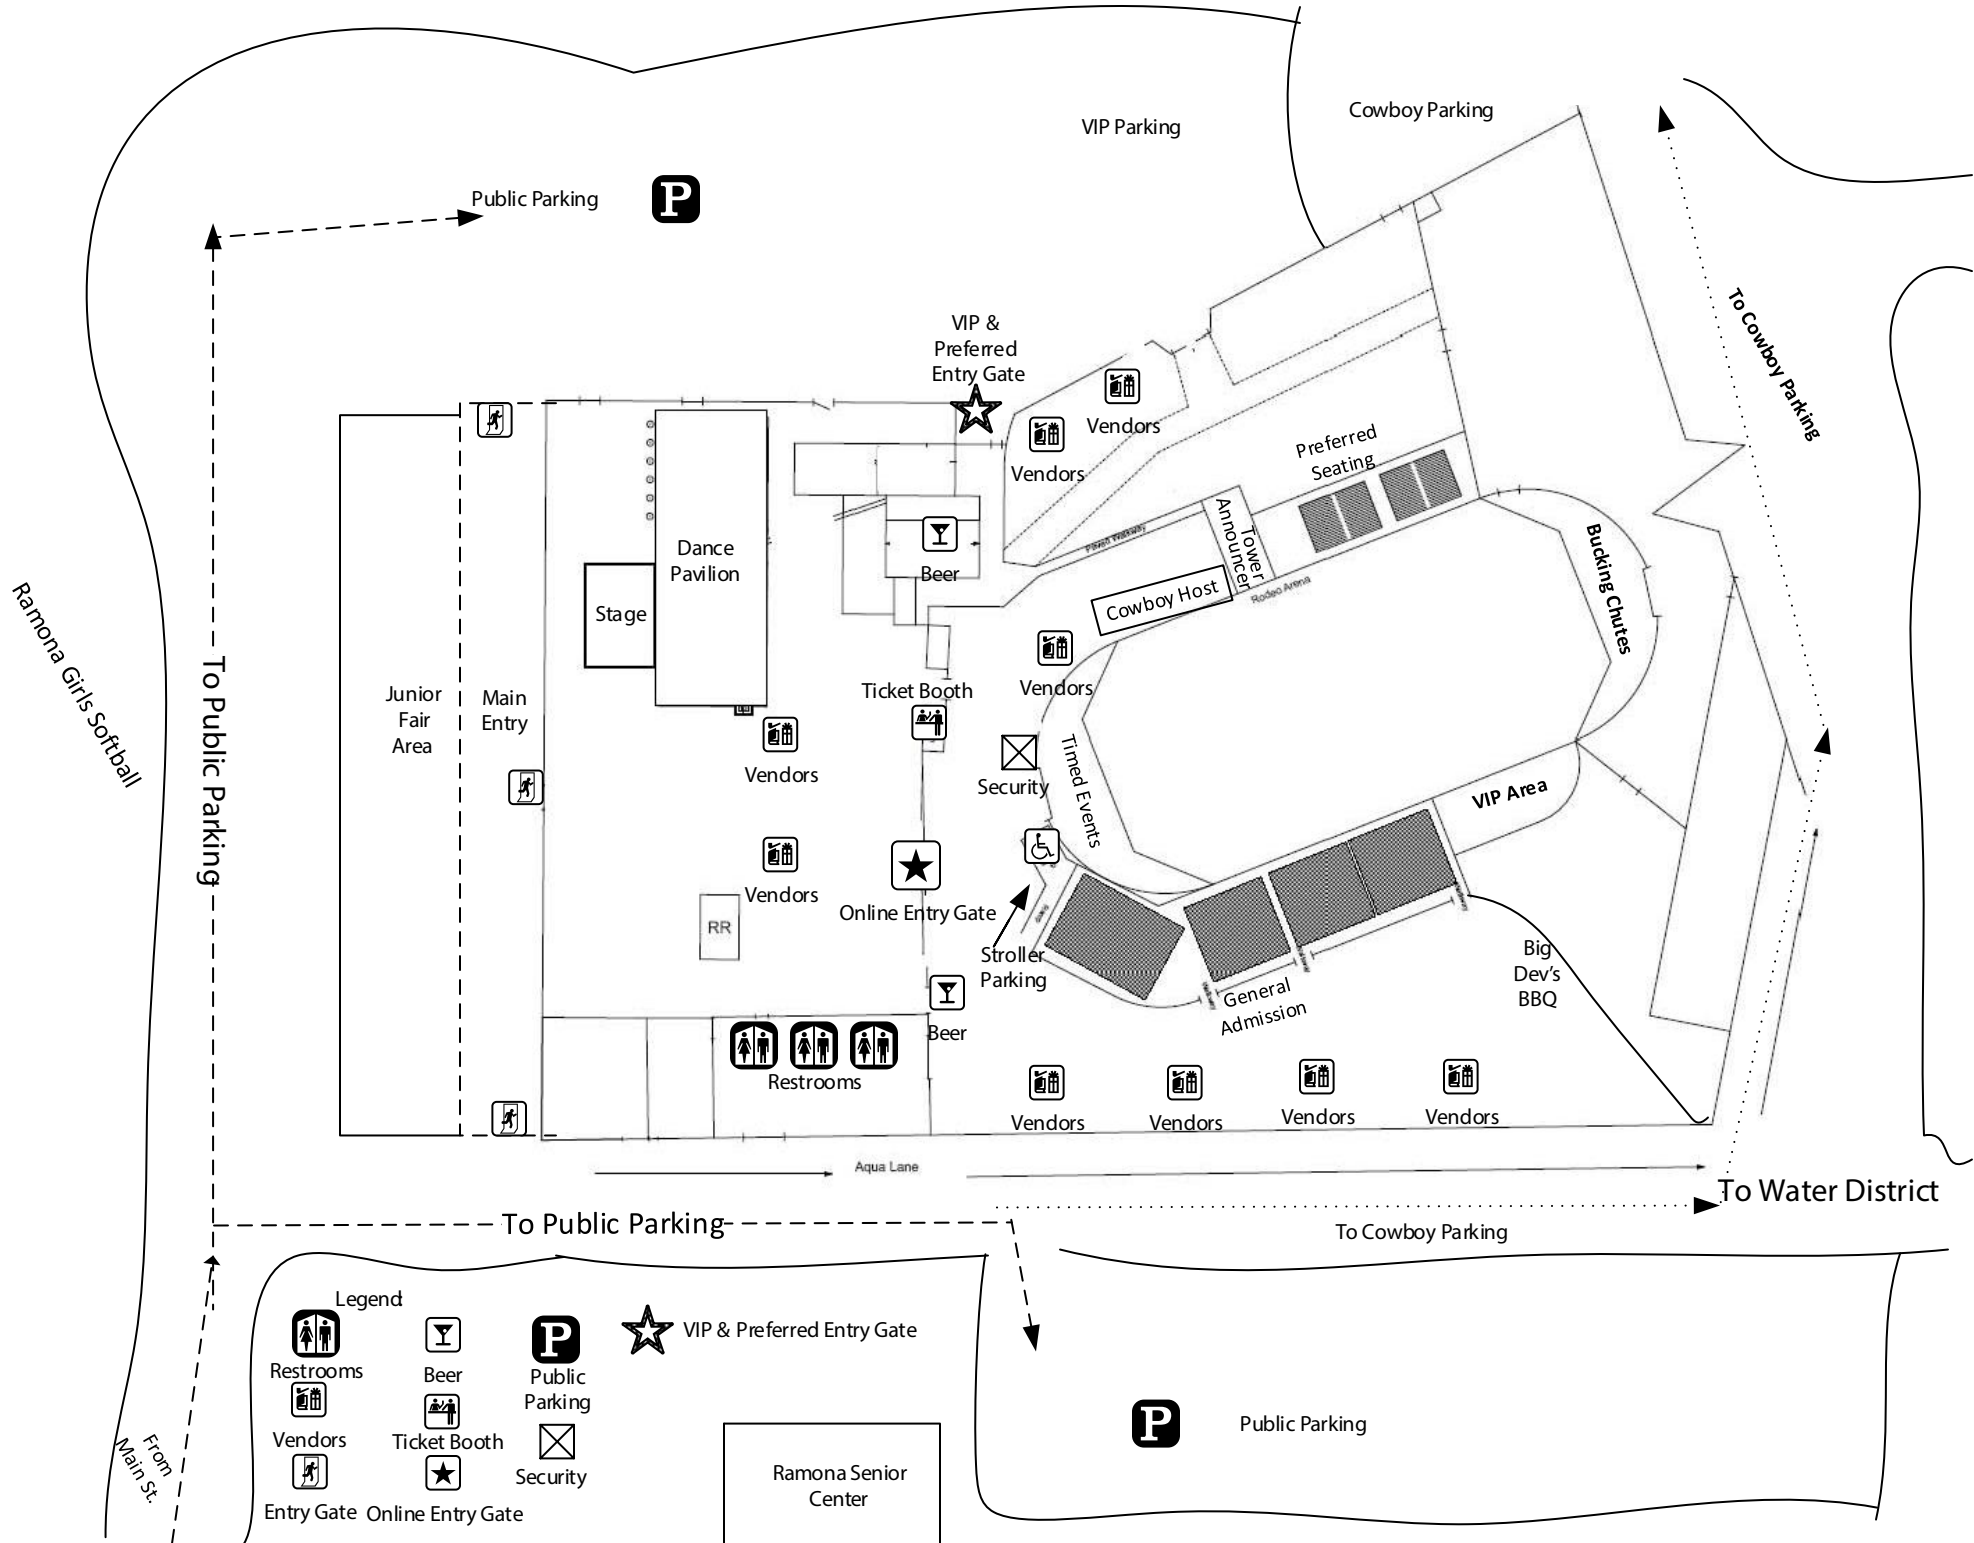 Cowboy Parking
VIP Parking
Public Parking
P
To Cowboy Parking
VIP &
Preferred
Entry Gate
Vendors
Vendors
Preferred
Seating
Paved Walkway
Announcer
Tower
Cowboy Host
Rodeo Arena
Bucking Chutes
Beer
Dance
Pavilion
Stage
Ramona Girls Softball
To Public Parking
Junior
Fair
Area
Main
Entry
Ticket Booth
Vendors
Vendors
Security
Timed Events
VIP Area
Vendors
RR
Online Entry Gate
Stroller
Parking
General
Admission
Big
Dev's
BBQ
Beer
Restrooms
Vendors
Vendors
Vendors
Vendors
Aqua Lane
To Water District
To Public Parking
To Cowboy Parking
Legend:
Restrooms
Beer
P
Public
Parking
VIP & Preferred Entry Gate
Vendors
Ticket Booth
Security
Entry Gate
Online Entry Gate
From
Main St.
Ramona Senior
Center
P
Public Parking